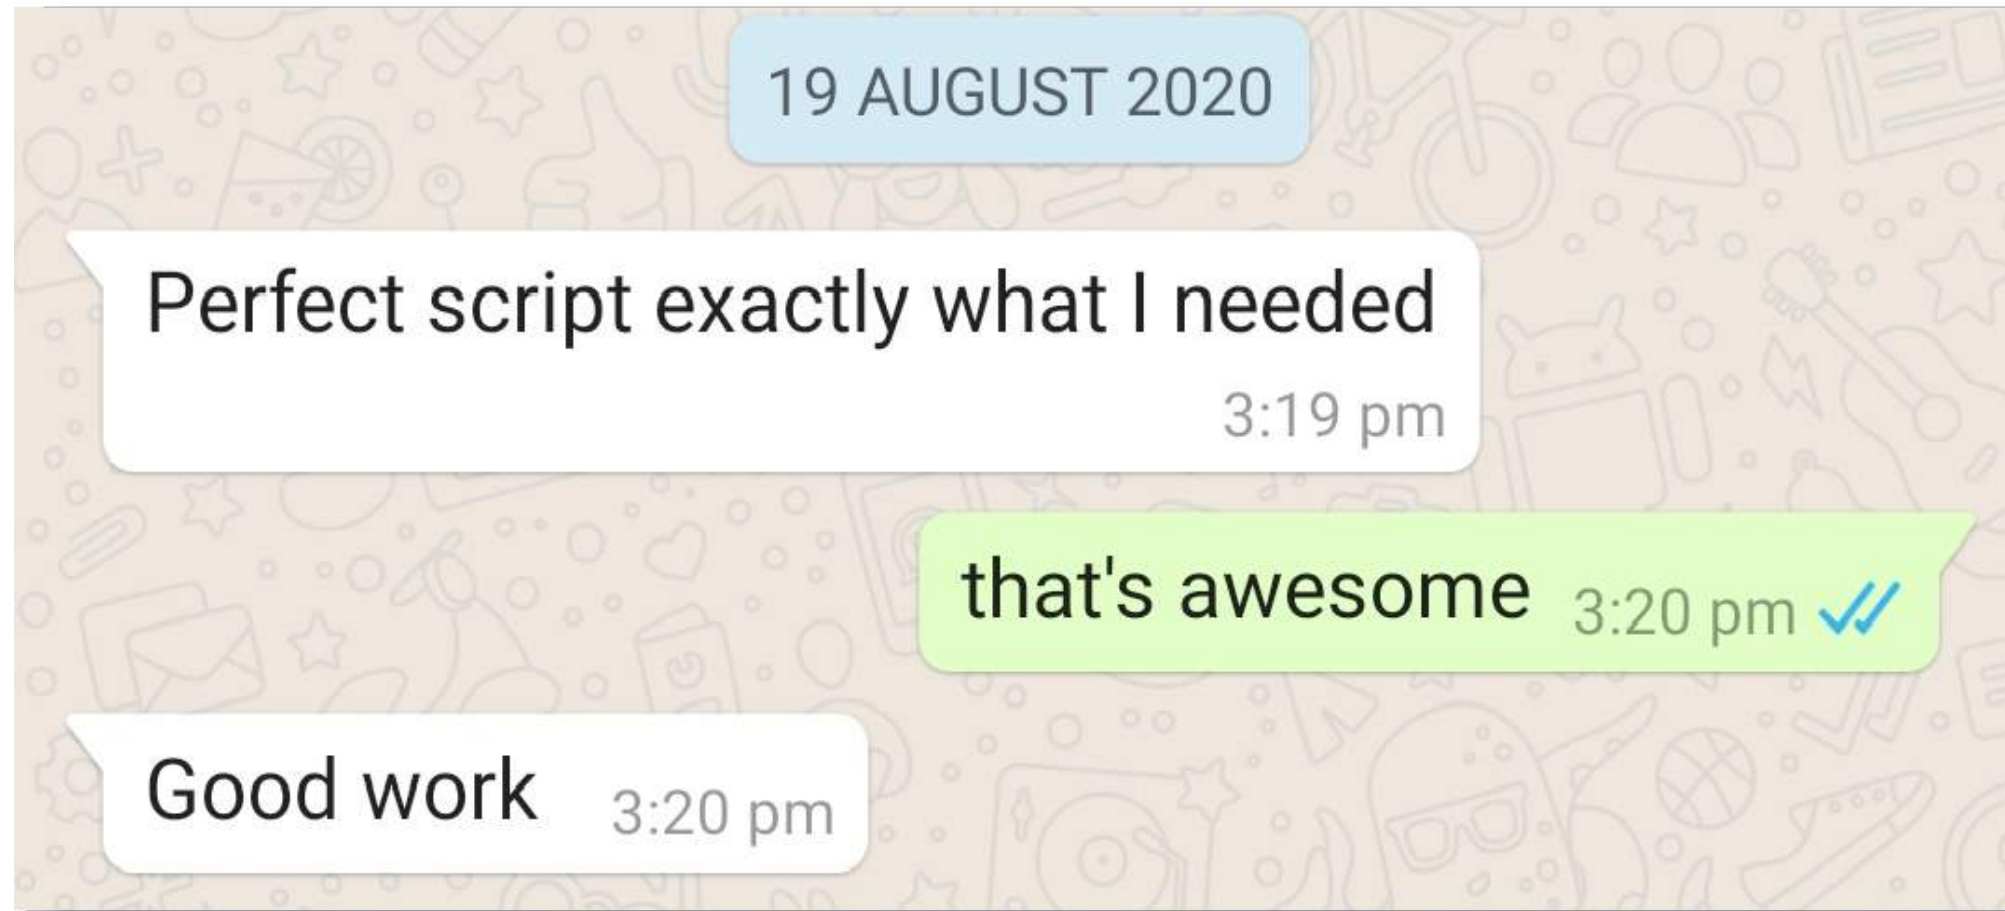 19 AUGUST 2020
Perfect script exactly what I needed
3:19 pm
that's awesome 3:20 pm
Good work 3:20 pm